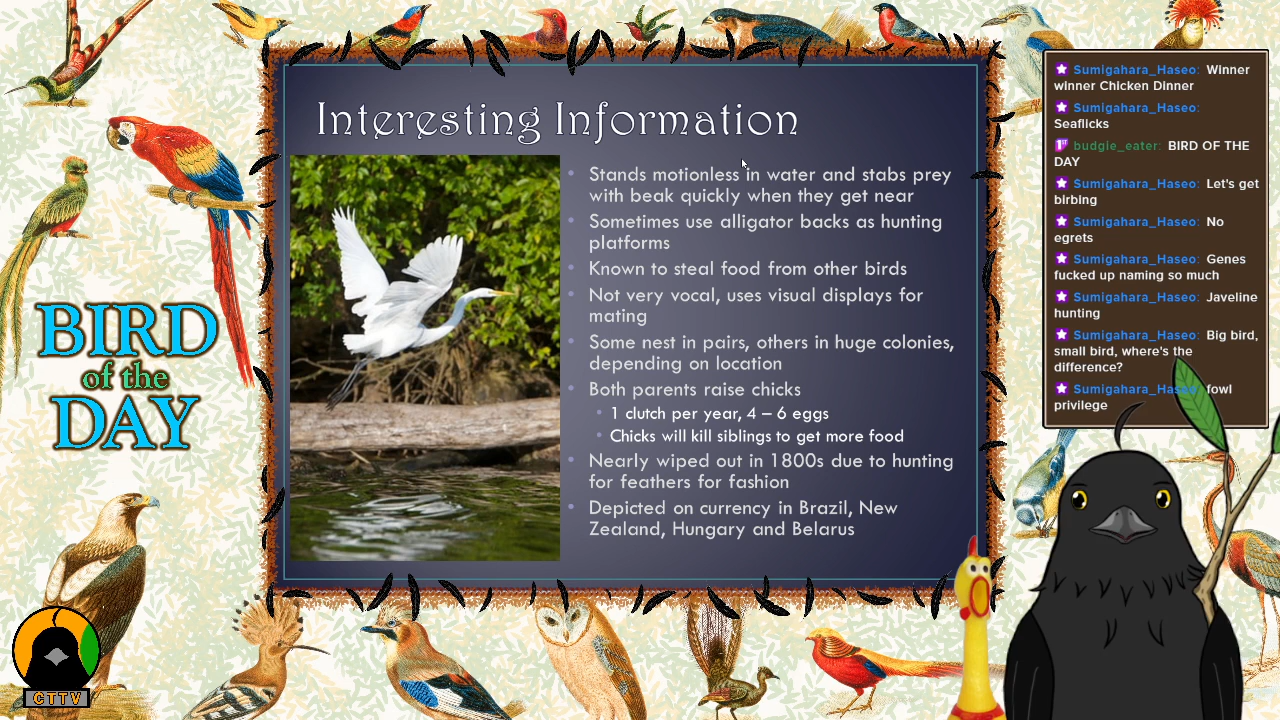 Interesting Information
Stands motionless in water and stabs prey
with beak quickly when they get near
Sometimes use alligator backs as hunting
platforms
Known to steal food from other birds
Not very vocal, uses visual displays for
mating
Some nest in pairs, others in huge colonies,
depending on location
Both parents raise chicks
1 clutch per year, 4 – 6 eggs
Chicks will kill siblings to get more food
Nearly wiped out in 1800s due to hunting
for feathers for fashion
Depicted on currency in Brazil, New
Zealand, Hungary and Belarus
BIRD
of the
DAY
CTTV
Sumigahara_Haseo: Winner
winner Chicken Dinner
Sumigahara_Haseo:
Seaflicks
budgie_eater: BIRD OF THE
DAY
Sumigahara_Haseo: Let's get
birbing
Sumigahara_Haseo: No
egrets
Sumigahara_Haseo: Genes
fucked up naming so much
Sumigahara_Haseo: Javeline
hunting
Sumigahara_Haseo: Big bird,
small bird, where's the
difference?
Sumigahara_Haseo: fowl
privilege